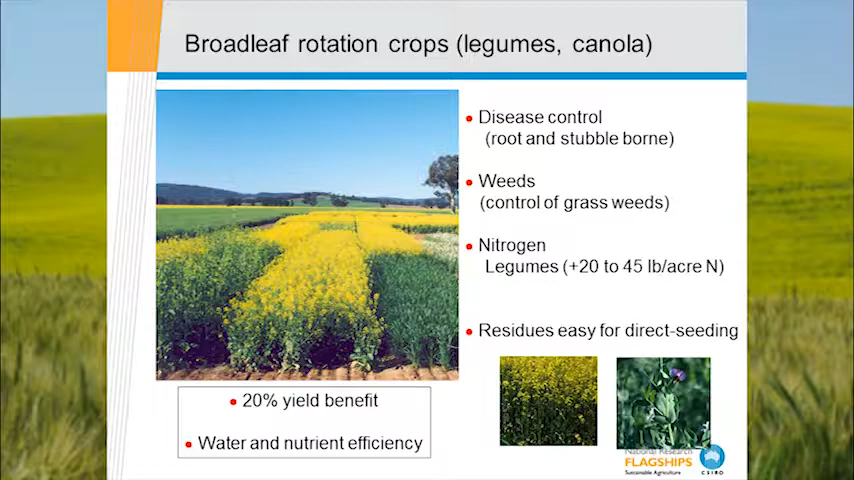 Broadleaf rotation crops (legumes, canola)
Disease control
(root and stubble borne)
Weeds
(control of grass weeds)
Nitrogen
Legumes (+20 to 45 lb/acre N)
Residues easy for direct-seeding
20% yield benefit
Water and nutrient efficiency
National Research
FLAGSHIPS
Sustainable Agriculture
CSIRO